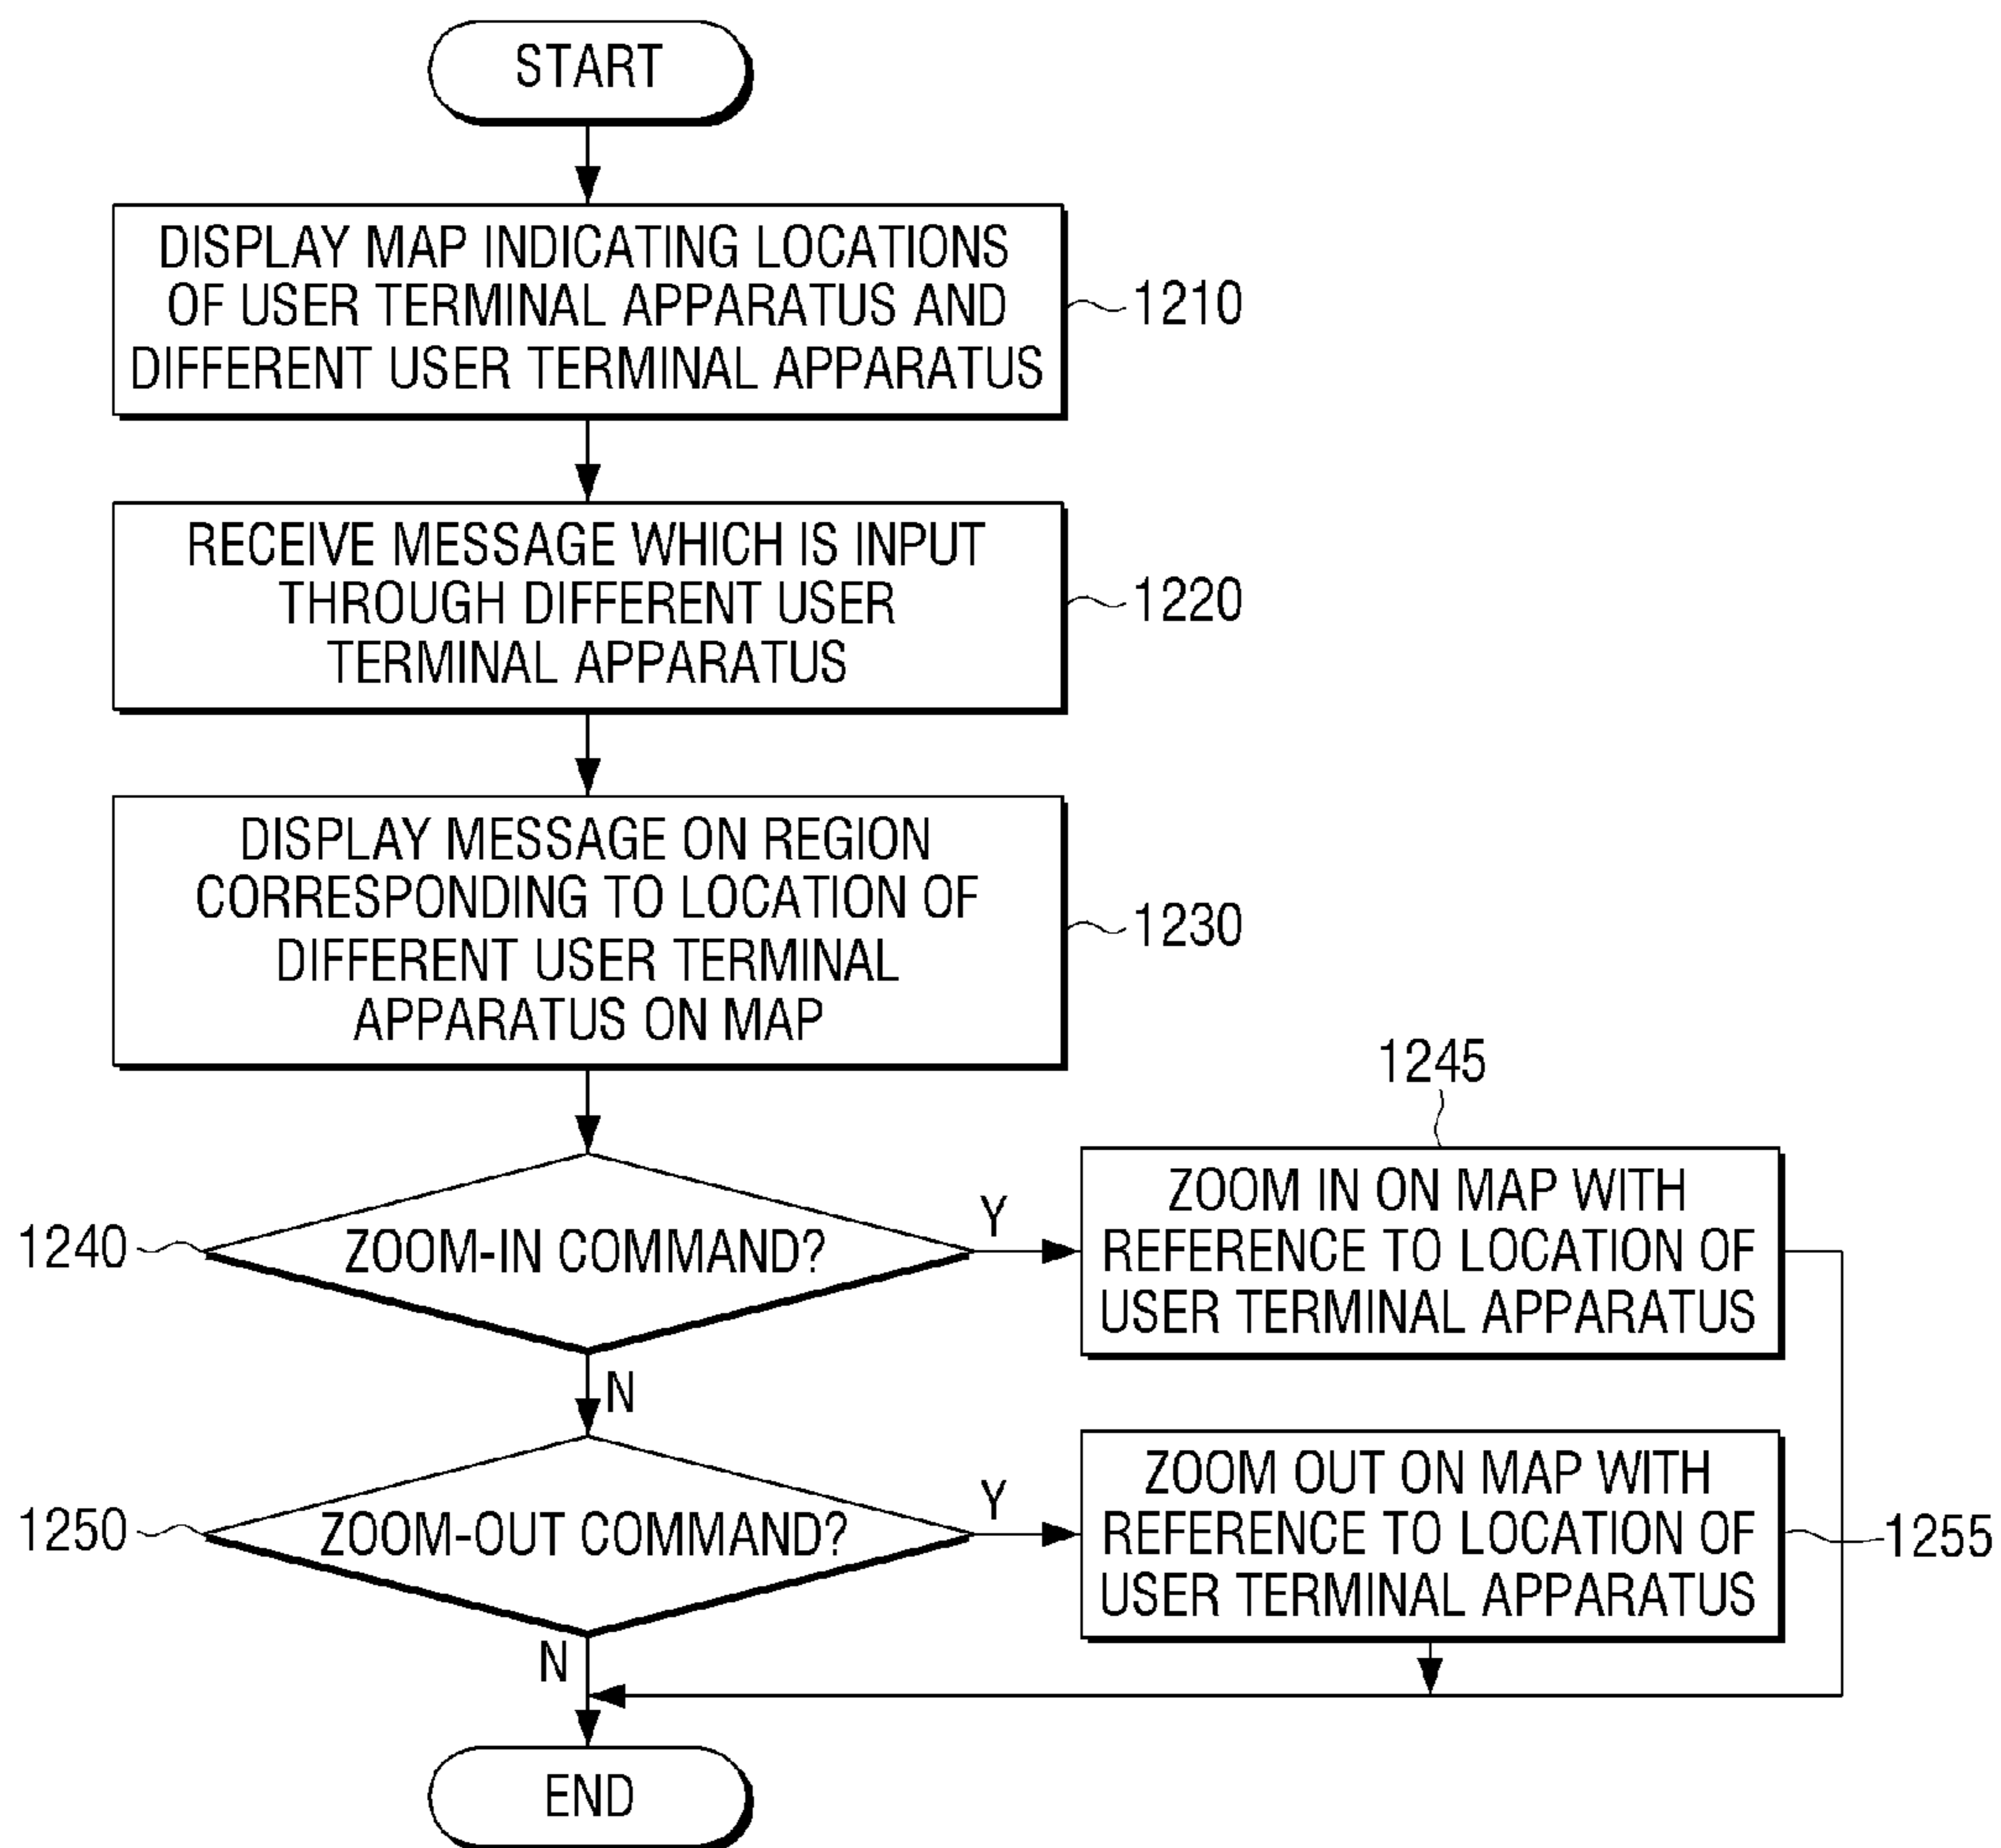 START
DISPLAY MAP INDICATING LOCATIONS
OF USER TERMINAL APPARATUS AND
DIFFERENT USER TERMINAL APPARATUS
1210
RECEIVE MESSAGE WHICH IS INPUT
THROUGH DIFFERENT USER
TERMINAL APPARATUS
1220
DISPLAY MESSAGE ON REGION
CORRESPONDING TO LOCATION OF
DIFFERENT USER TERMINAL
APPARATUS ON MAP
1230
1240
ZOOM-IN COMMAND?
Y
1245
ZOOM IN ON MAP WITH
REFERENCE TO LOCATION OF
USER TERMINAL APPARATUS
N
1250
ZOOM-OUT COMMAND?
Y
ZOOM OUT ON MAP WITH
REFERENCE TO LOCATION OF
USER TERMINAL APPARATUS
1255
N
END